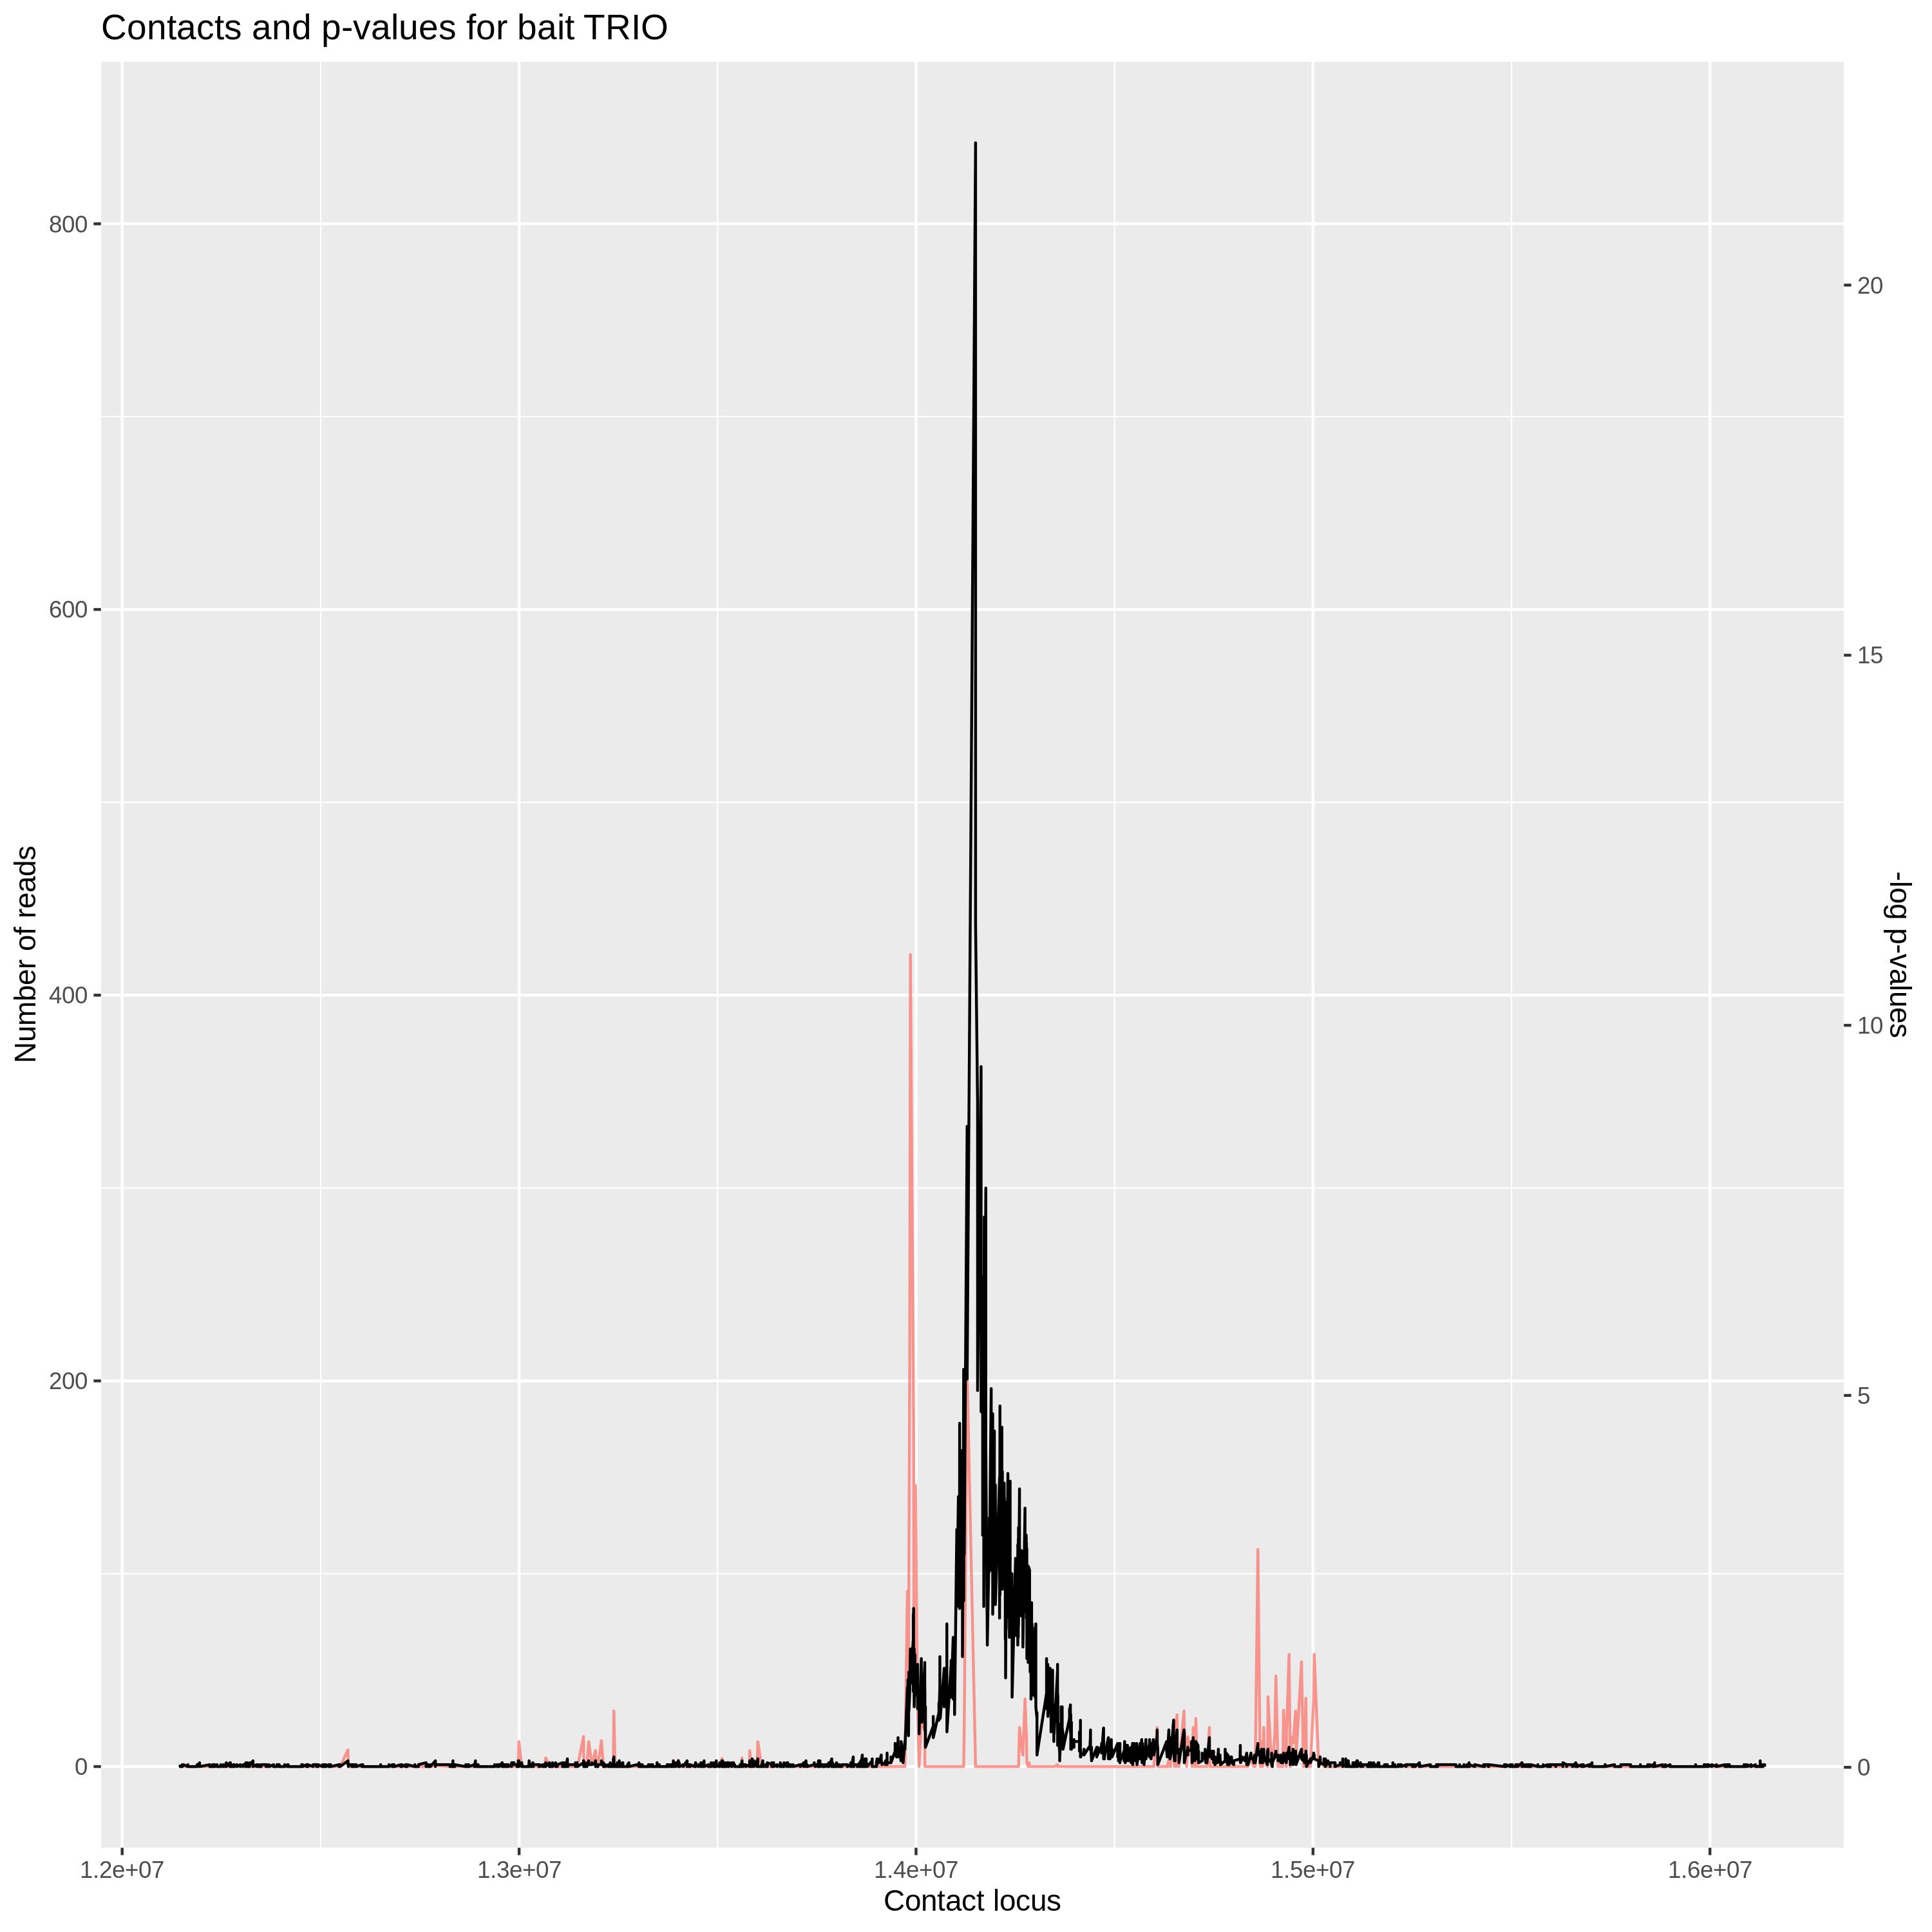 Contacts and p-values for bait TRIO
800
600
400
200
0
Number of reads
20
15
10
5
0
-log p-values
1.2e+07
1.3e+07
1.4e+07
1.5e+07
1.6e+07
Contact locus